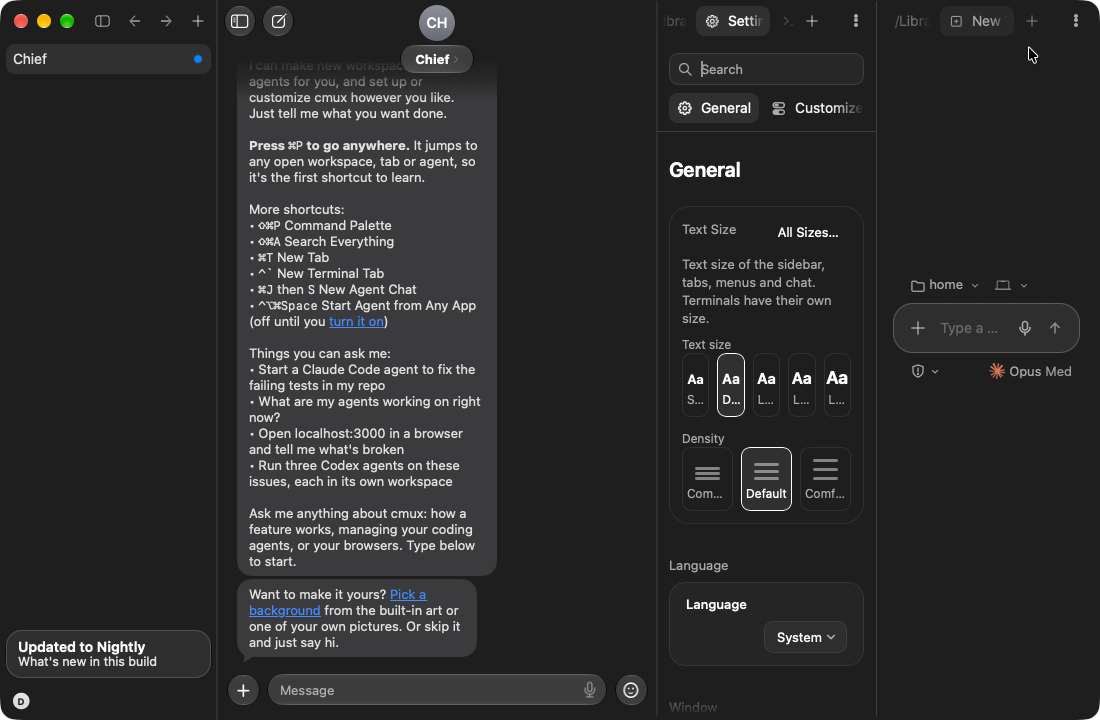 Chief
Updated to Nightly
What's new in this build
D
CH
Chief
I can make new workspaces
agents for you, and set up or
customize cmux however you like.
Just tell me what you want done.
Press ⌘P to go anywhere. It jumps to
any open workspace, tab or agent, so
it's the first shortcut to learn.
More shortcuts:
• ⇧⌘P Command Palette
• ⇧⌘A Search Everything
• ⌘T New Tab
• ^` New Terminal Tab
• ⌘J then S New Agent Chat
• ^⌥⌘Space Start Agent from Any App
(off until you turn it on)
Things you can ask me:
• Start a Claude Code agent to fix the
failing tests in my repo
• What are my agents working on right
now?
• Open localhost:3000 in a browser
and tell me what's broken
• Run three Codex agents on these
issues, each in its own workspace
Ask me anything about cmux: how a
feature works, managing your coding
agents, or your browsers. Type below
to start.
Want to make it yours? Pick a
background from the built-in art or
one of your own pictures. Or skip it
and just say hi.
Message
Settin
Search
General
Customize
General
Text Size
All Sizes...
Text size of the sidebar,
tabs, menus and chat.
Terminals have their own
size.
Text size
Aa Aa Aa Aa Aa
S... D... L... L... L...
Density
Com... Default Comf...
Language
Language
System
Window
/Libra
New
home
Type a ...
Opus Med